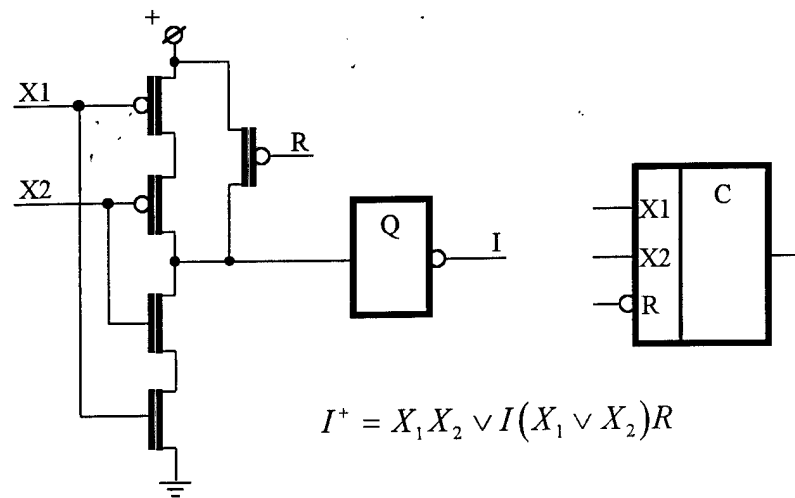 +
X1
R
X2
Q
I
C
X1
X2
R
I⁺ = X₁X₂ ∨ I(X₁ ∨ X₂)R